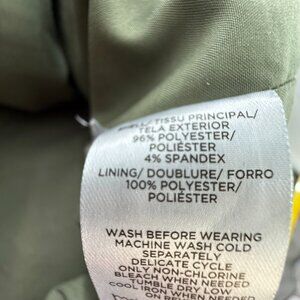 TISSU PRINCIPAL/
TELA EXTERIOR
96% POLYESTER/
POLIÉSTER
4% SPANDEX
LINING/ DOUBLURE/ FORRO
100% POLYESTER/
POLIÉSTER
WASH BEFORE WEARING
MACHINE WASH COLD
SEPARATELY
DELICATE CYCLE
ONLY NON-CHLORINE
BLEACH WHEN NEEDED
TUMBLE DRY LOW
COOL IRON WHEN NEEDED